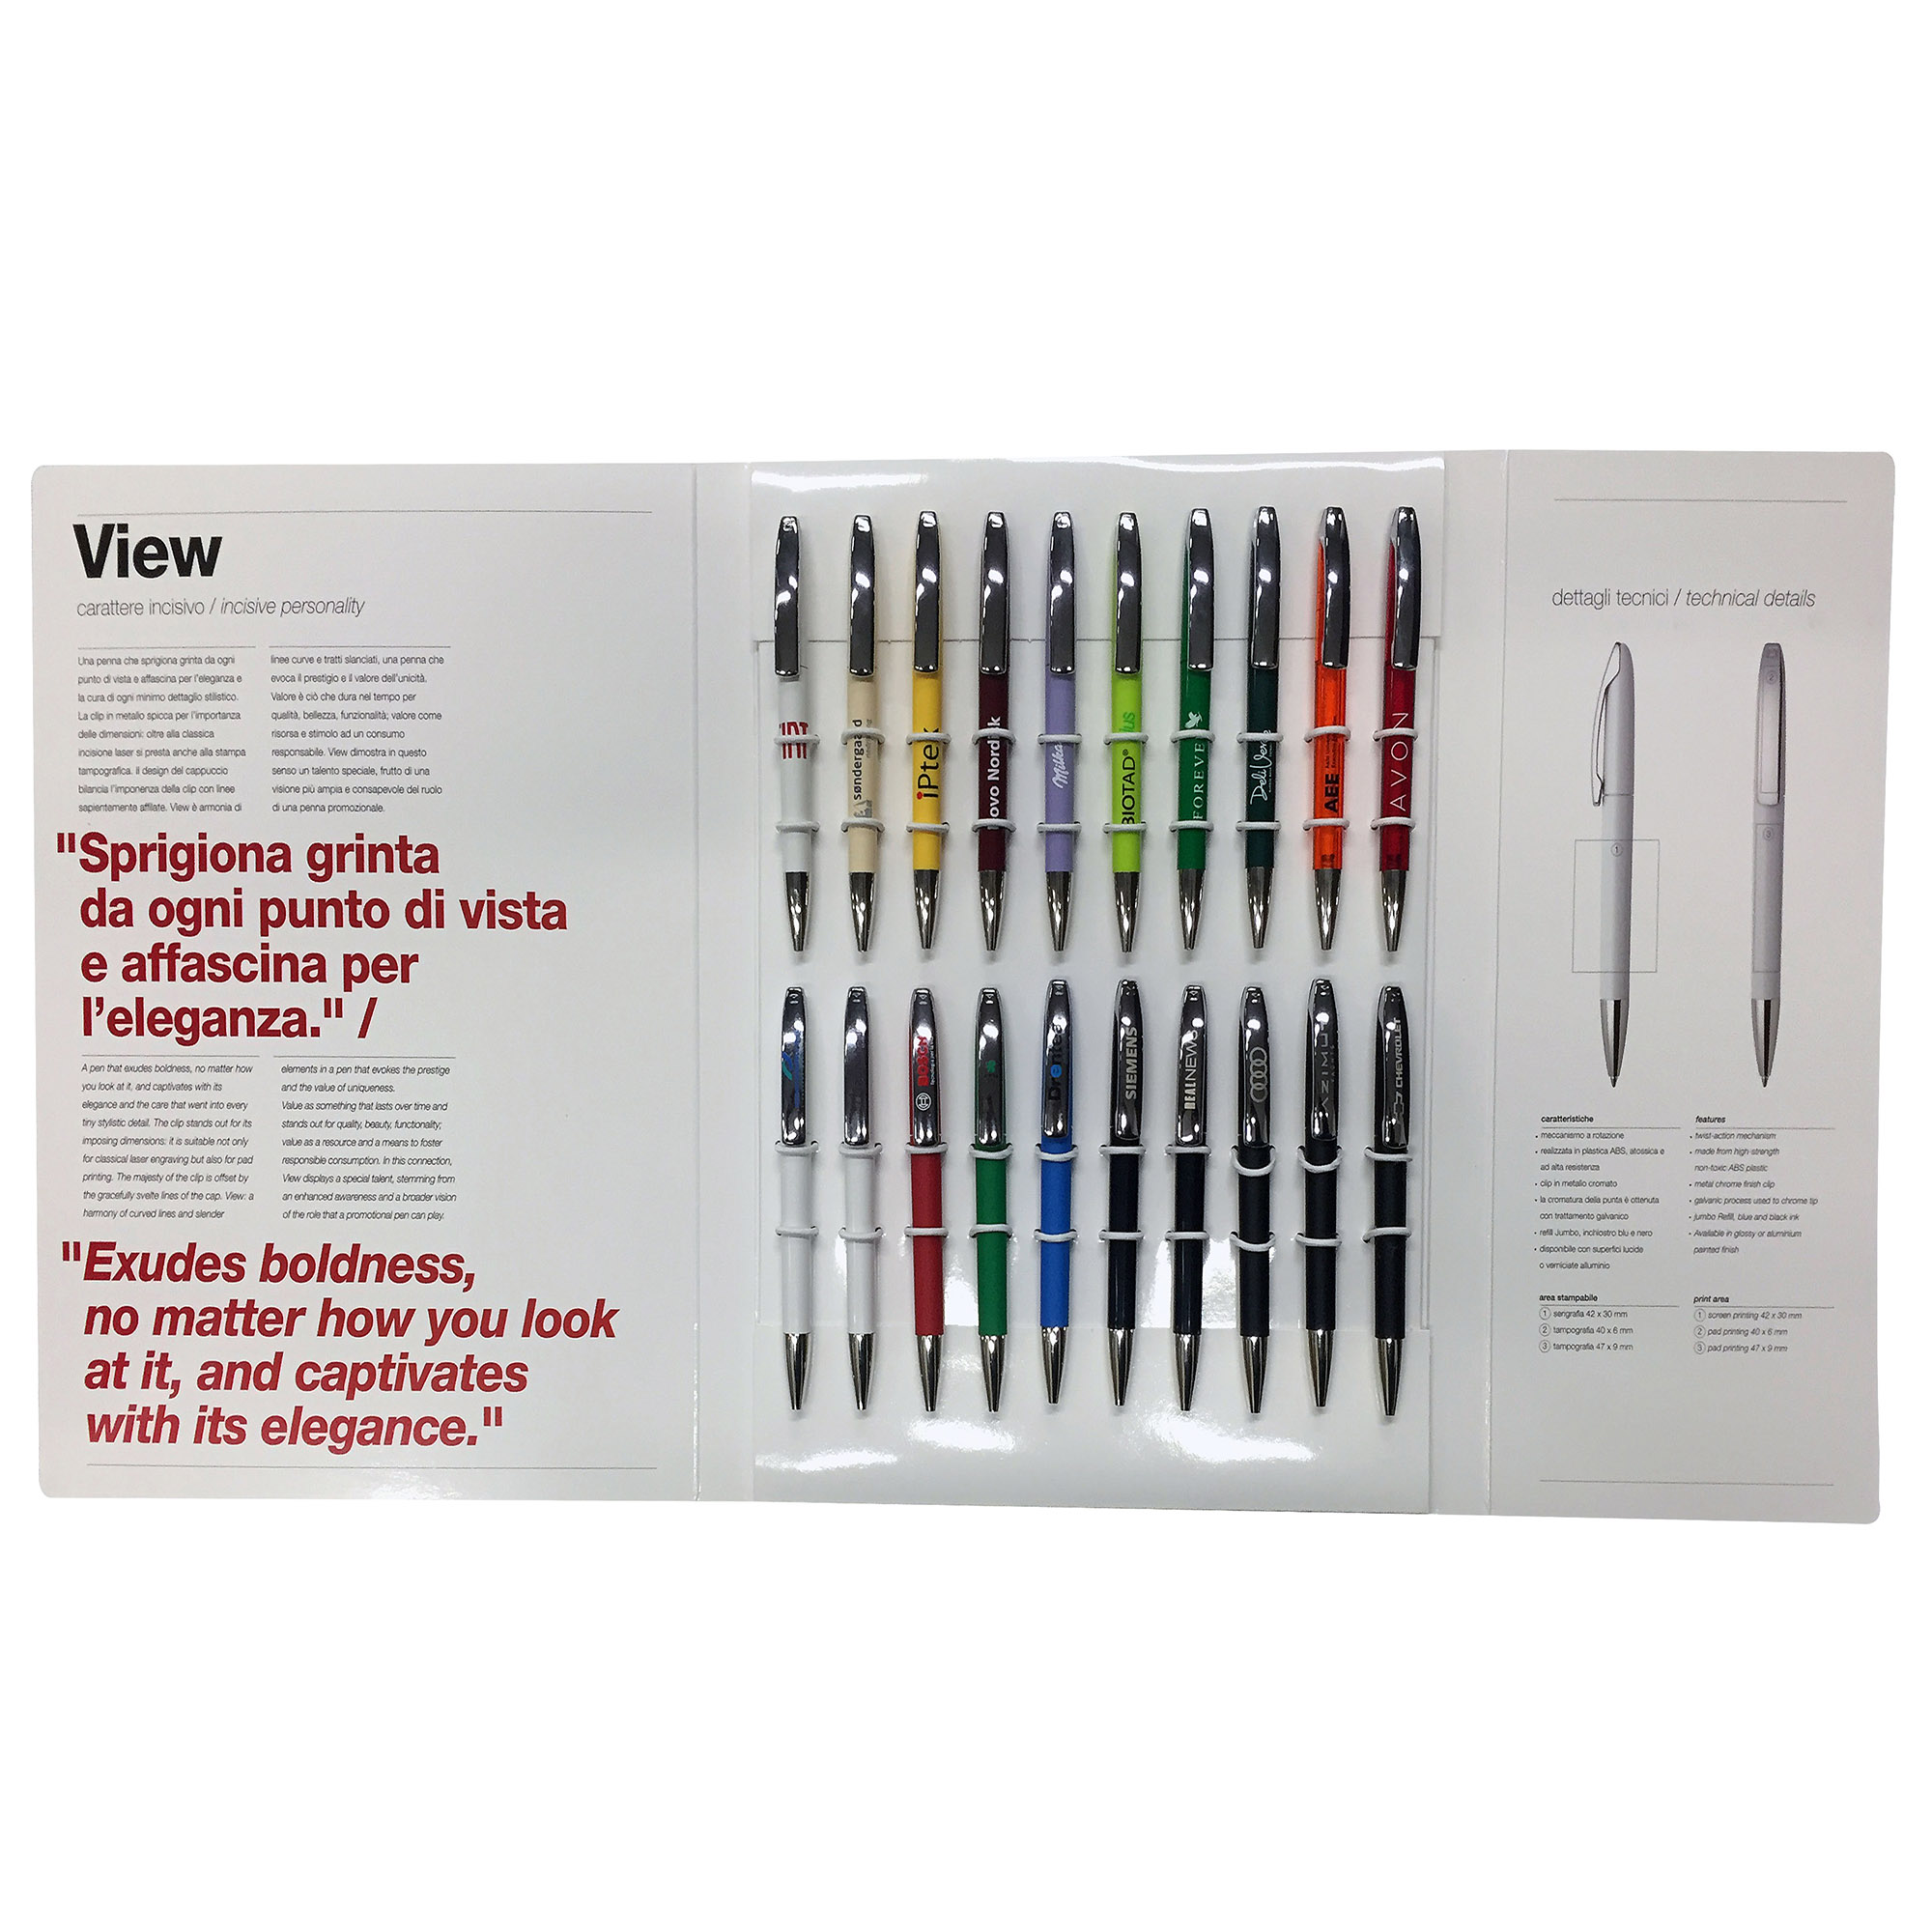 View
carattere incisivo / incisive personality
Una penna che sprigiona grinta da ogni
punto di vista e affascina per l'eleganza e
la cura di ogni minimo dettaglio stilistico.
La clip in metallo spicca per l'importanza
delle dimensioni: oltre alla classica
incisione laser si presta anche alla stampa
tampografica. Il design del cappuccio
bilancia l'imponenza della clip con linee
sapientemente affilate. View è armonia di
linee curve e tratti slanciati, una penna che
evoca il prestigio e il valore dell'unicità.
Valore è ciò che dura nel tempo per
qualità, bellezza, funzionalità; valore come
risorsa e stimolo ad un consumo
responsabile. View dimostra in questo
senso un talento speciale, frutto di una
visione più ampia e consapevole del ruolo
di una penna promozionale.
"Sprigiona grinta
da ogni punto di vista
e affascina per
l'eleganza." /
A pen that exudes boldness, no matter how
you look at it, and captivates with its
elegance and the care that went into every
tiny stylistic detail. The clip stands out for its
imposing dimensions: it is suitable not only
for classical laser engraving but also for pad
printing. The majesty of the clip is offset by
the gracefully svelte lines of the cap. View: a
harmony of curved lines and slender
elements in a pen that evokes the prestige
and the value of uniqueness.
Value as something that lasts over time and
stands out for quality, beauty, functionality;
value as a resource and a means to foster
responsible consumption. In this connection,
View displays a special talent, stemming from
an enhanced awareness and a broader vision
of the role that a promotional pen can play.
"Exudes boldness,
no matter how you look
at it, and captivates
with its elegance."
iPtek
ovo Nordisk
Milka
BIOTAD®
FOREVE
DeliVerde
AEE
AVON
BOSCH
SIEMENS
REALNEWS
AZIMUT
CHEVROLET
dettagli tecnici / technical details
1
2
3
caratteristiche
• meccanismo a rotazione
• realizzata in plastica ABS, atossica e
ad alta resistenza
• clip in metallo cromato
• la cromatura della punta è ottenuta
con trattamento galvanico
• refill Jumbo, inchiostro blu e nero
• disponibile con superfici lucide
o verniciate alluminio
features
• twist-action mechanism
• made from high-strength
non-toxic ABS plastic
• metal chrome finish clip
• galvanic process used to chrome tip
• jumbo Refill, blue and black ink
• Available in glossy or aluminium
painted finish
area stampabile
1 serigrafia 42 x 30 mm
2 tampografia 40 x 6 mm
3 tampografia 47 x 9 mm
print area
1 screen printing 42 x 30 mm
2 pad printing 40 x 6 mm
3 pad printing 47 x 9 mm